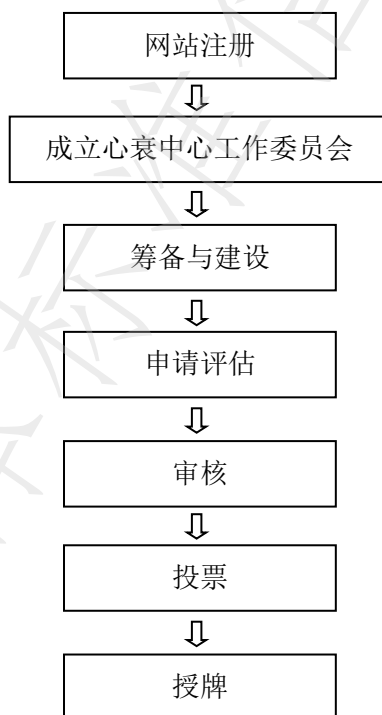 网站注册
成立心衰中心工作委员会
筹备与建设
申请评估
审核
投票
授牌